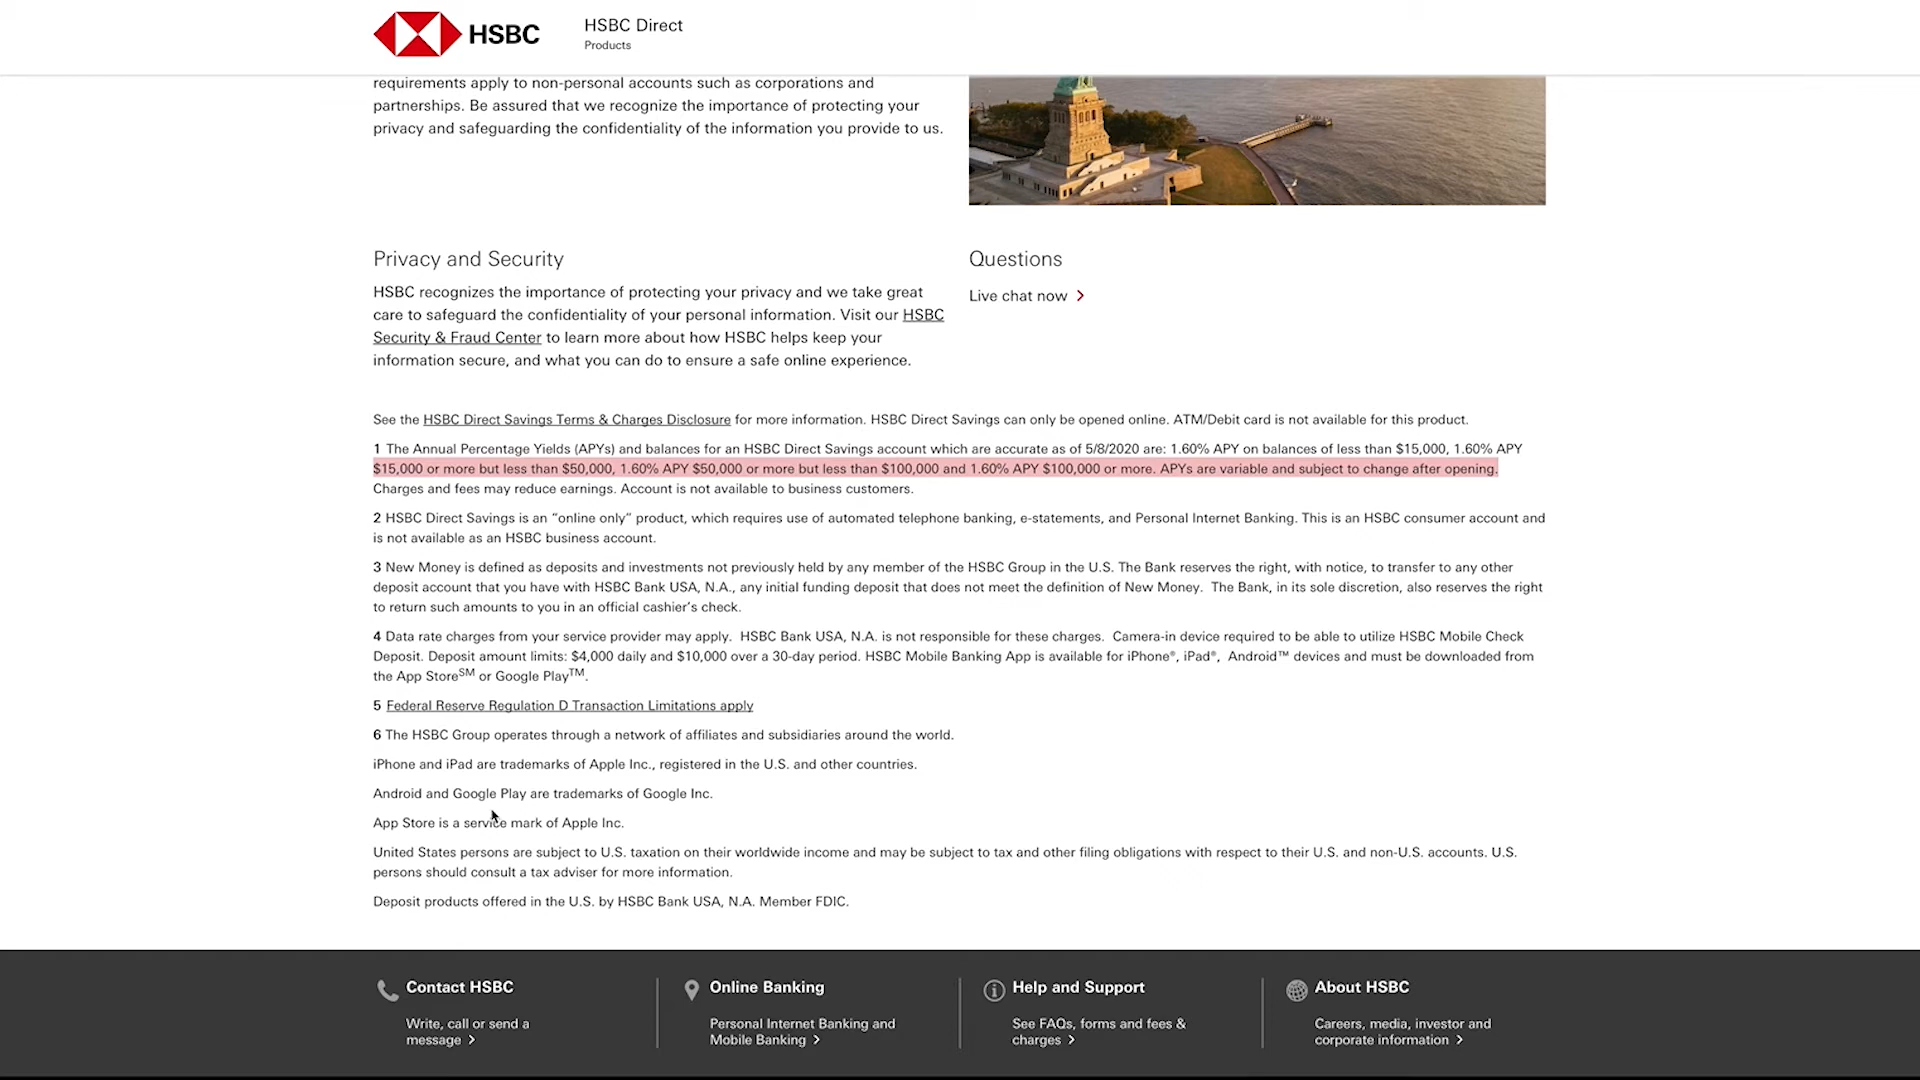 HSBC
HSBC Direct
Products
requirements apply to non-personal accounts such as corporations and
partnerships. Be assured that we recognize the importance of protecting your
privacy and safeguarding the confidentiality of the information you provide to us.
Privacy and Security
HSBC recognizes the importance of protecting your privacy and we take great
care to safeguard the confidentiality of your personal information. Visit our HSBC
Security & Fraud Center to learn more about how HSBC helps keep your
information secure, and what you can do to ensure a safe online experience.
Questions
Live chat now
See the HSBC Direct Savings Terms & Charges Disclosure for more information. HSBC Direct Savings can only be opened online. ATM/Debit card is not available for this product.
1 The Annual Percentage Yields (APYs) and balances for an HSBC Direct Savings account which are accurate as of 5/8/2020 are: 1.60% APY on balances of less than $15,000, 1.60% APY
$15,000 or more but less than $50,000, 1.60% APY $50,000 or more but less than $100,000 and 1.60% APY $100,000 or more. APYs are variable and subject to change after opening.
Charges and fees may reduce earnings. Account is not available to business customers.
2 HSBC Direct Savings is an “online only” product, which requires use of automated telephone banking, e-statements, and Personal Internet Banking. This is an HSBC consumer account and
is not available as an HSBC business account.
3 New Money is defined as deposits and investments not previously held by any member of the HSBC Group in the U.S. The Bank reserves the right, with notice, to transfer to any other
deposit account that you have with HSBC Bank USA, N.A., any initial funding deposit that does not meet the definition of New Money. The Bank, in its sole discretion, also reserves the right
to return such amounts to you in an official cashier’s check.
4 Data rate charges from your service provider may apply. HSBC Bank USA, N.A. is not responsible for these charges. Camera-in device required to be able to utilize HSBC Mobile Check
Deposit. Deposit amount limits: $4,000 daily and $10,000 over a 30-day period. HSBC Mobile Banking App is available for iPhone®, iPad®, Android™ devices and must be downloaded from
the App StoreSM or Google PlayTM.
5 Federal Reserve Regulation D Transaction Limitations apply
6 The HSBC Group operates through a network of affiliates and subsidiaries around the world.
iPhone and iPad are trademarks of Apple Inc., registered in the U.S. and other countries.
Android and Google Play are trademarks of Google Inc.
App Store is a service mark of Apple Inc.
United States persons are subject to U.S. taxation on their worldwide income and may be subject to tax and other filing obligations with respect to their U.S. and non-U.S. accounts. U.S.
persons should consult a tax adviser for more information.
Deposit products offered in the U.S. by HSBC Bank USA, N.A. Member FDIC.
Contact HSBC
Write, call or send a
message
Online Banking
Personal Internet Banking and
Mobile Banking
Help and Support
See FAQs, forms and fees &
charges
About HSBC
Careers, media, investor and
corporate information